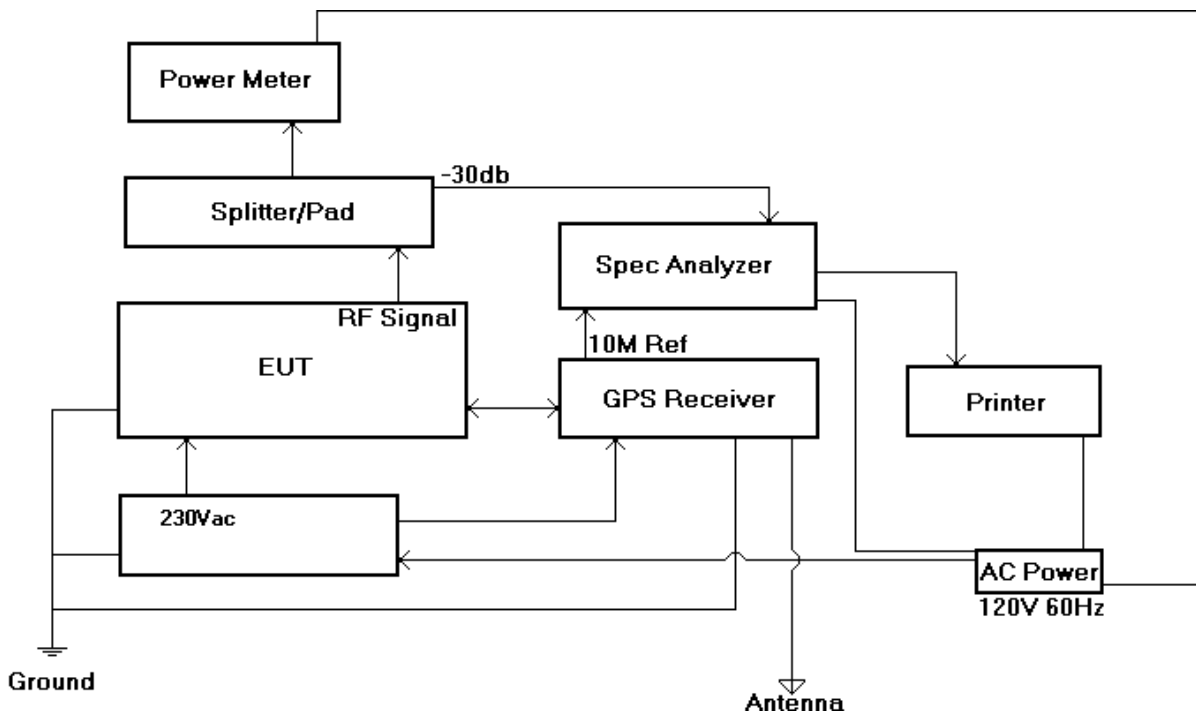 Power Meter
-30db
Splitter/Pad
Spec Analyzer
RF Signal
10M Ref
EUT
GPS Receiver
Printer
230Vac
AC Power
120V 60Hz
Ground
Antenna